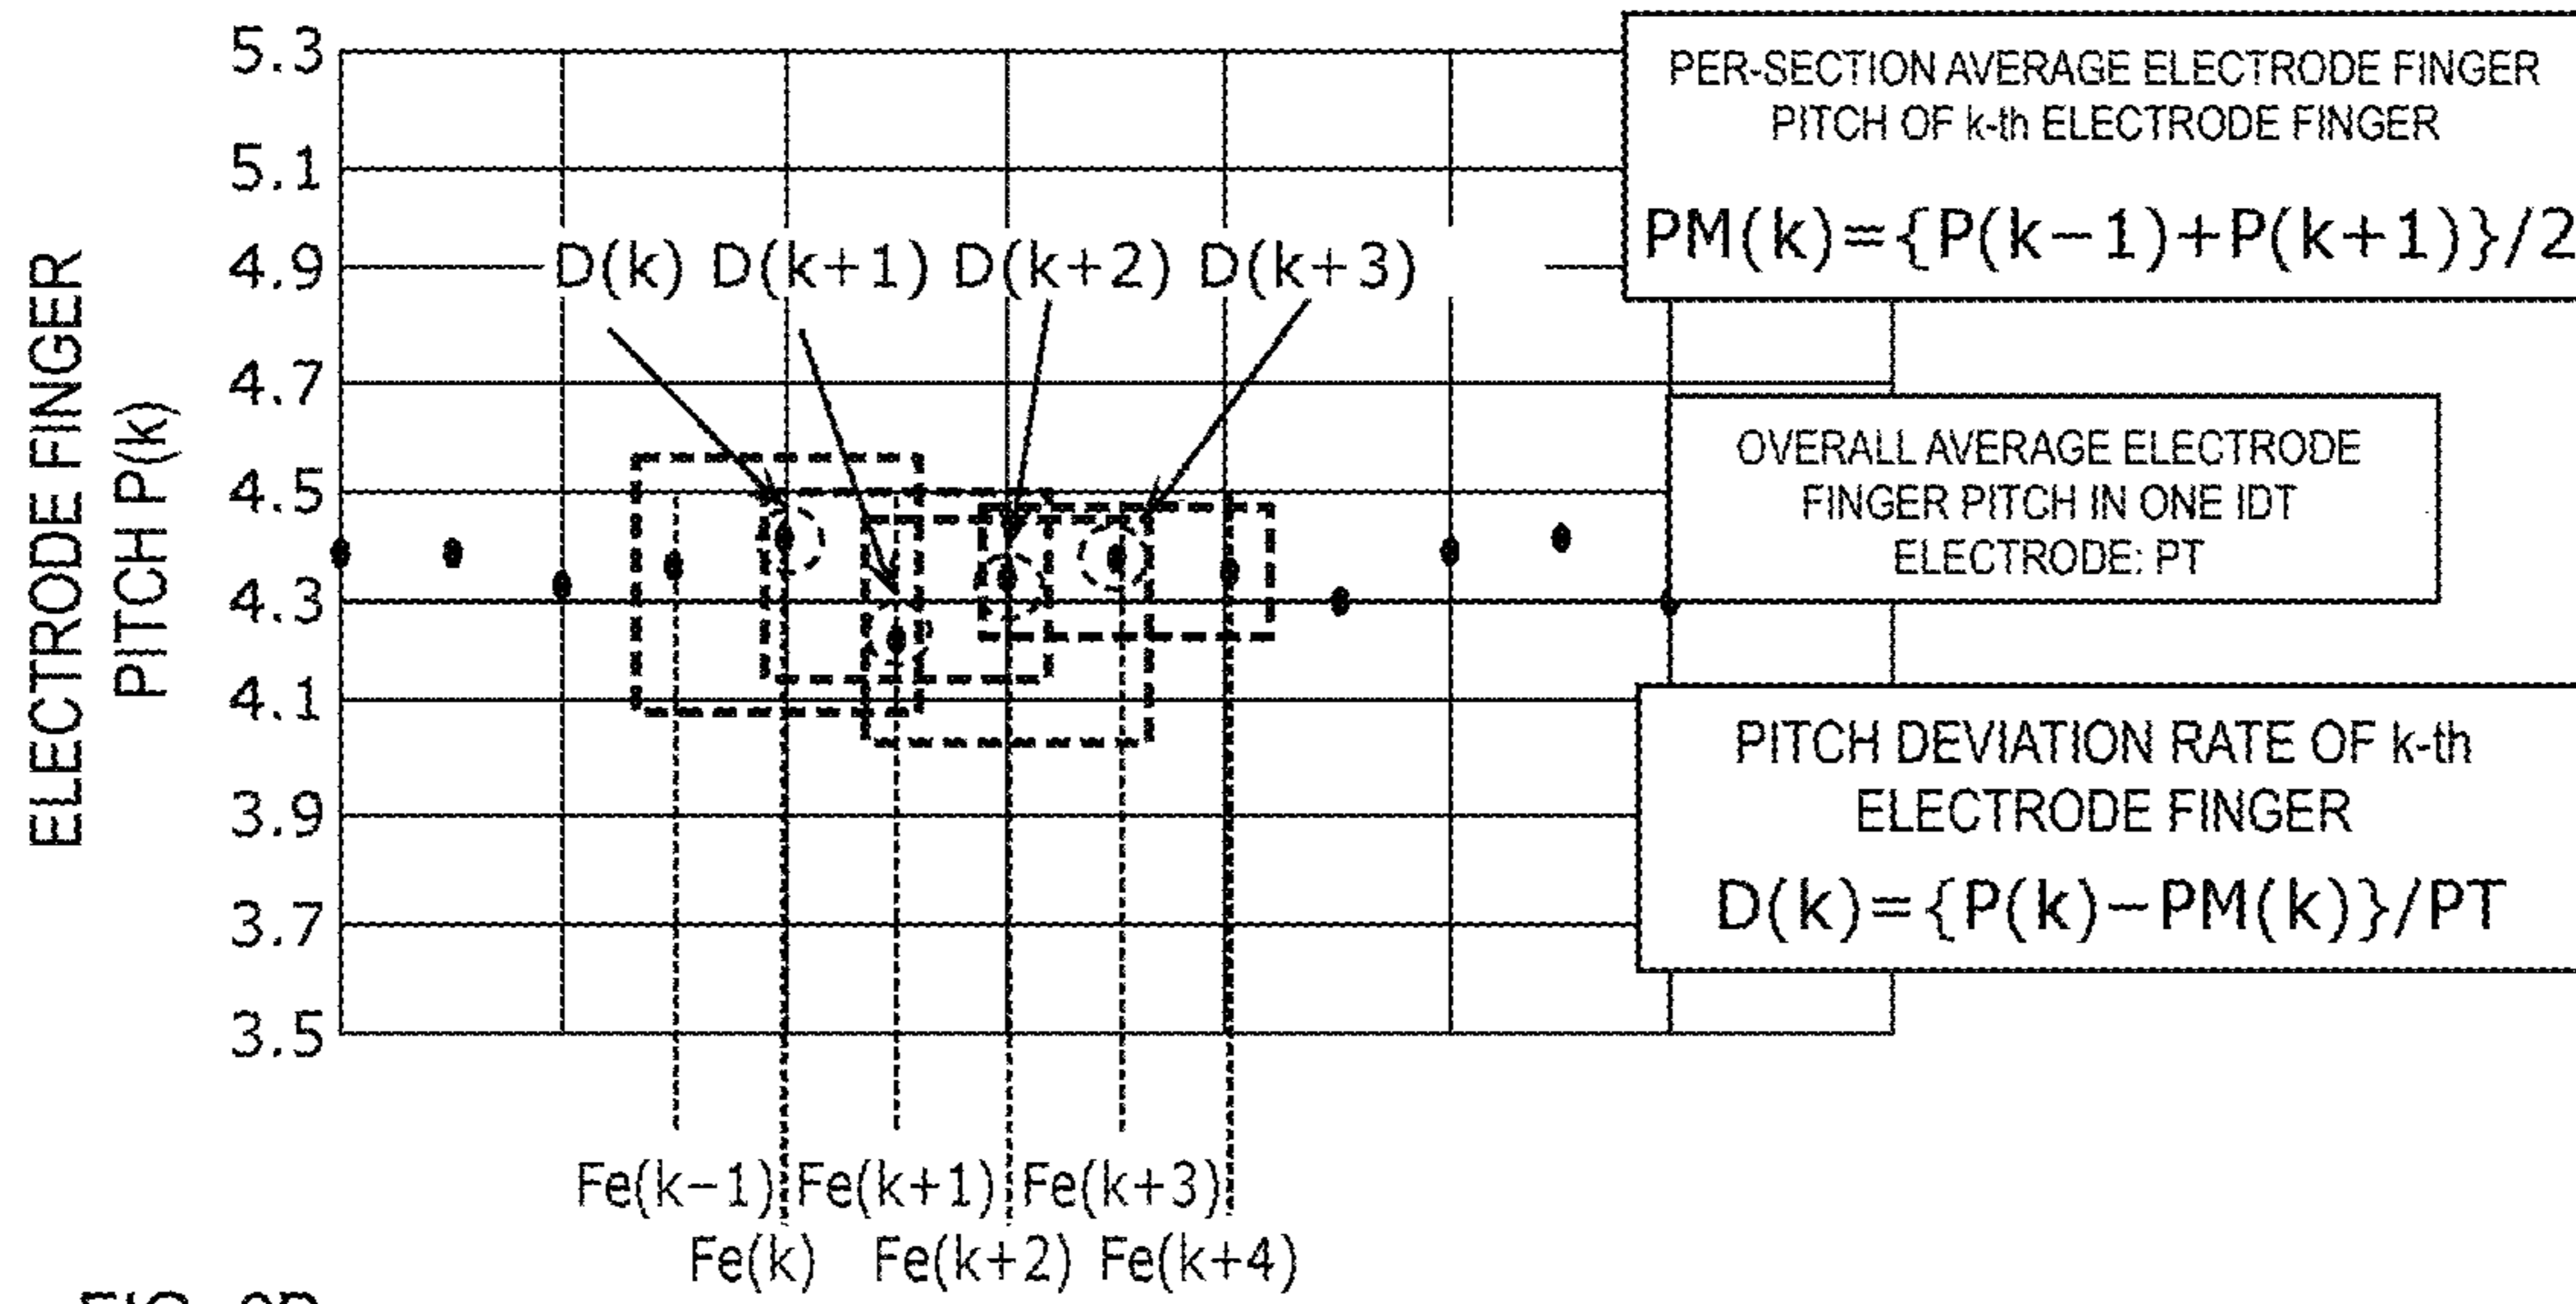 ELECTRODE FINGER
PITCH P(k)
5.3
5.1
4.9
4.7
4.5
4.3
4.1
3.9
3.7
3.5
D(k) D(k+1) D(k+2) D(k+3)
PER-SECTION AVERAGE ELECTRODE FINGER
PITCH OF k-th ELECTRODE FINGER
PM(k)={P(k-1)+P(k+1)}/2
OVERALL AVERAGE ELECTRODE
FINGER PITCH IN ONE IDT
ELECTRODE: PT
PITCH DEVIATION RATE OF k-th
ELECTRODE FINGER
D(k)={P(k)-PM(k)}/PT
Fe(k-1) Fe(k+1) Fe(k+3)
Fe(k) Fe(k+2) Fe(k+4)